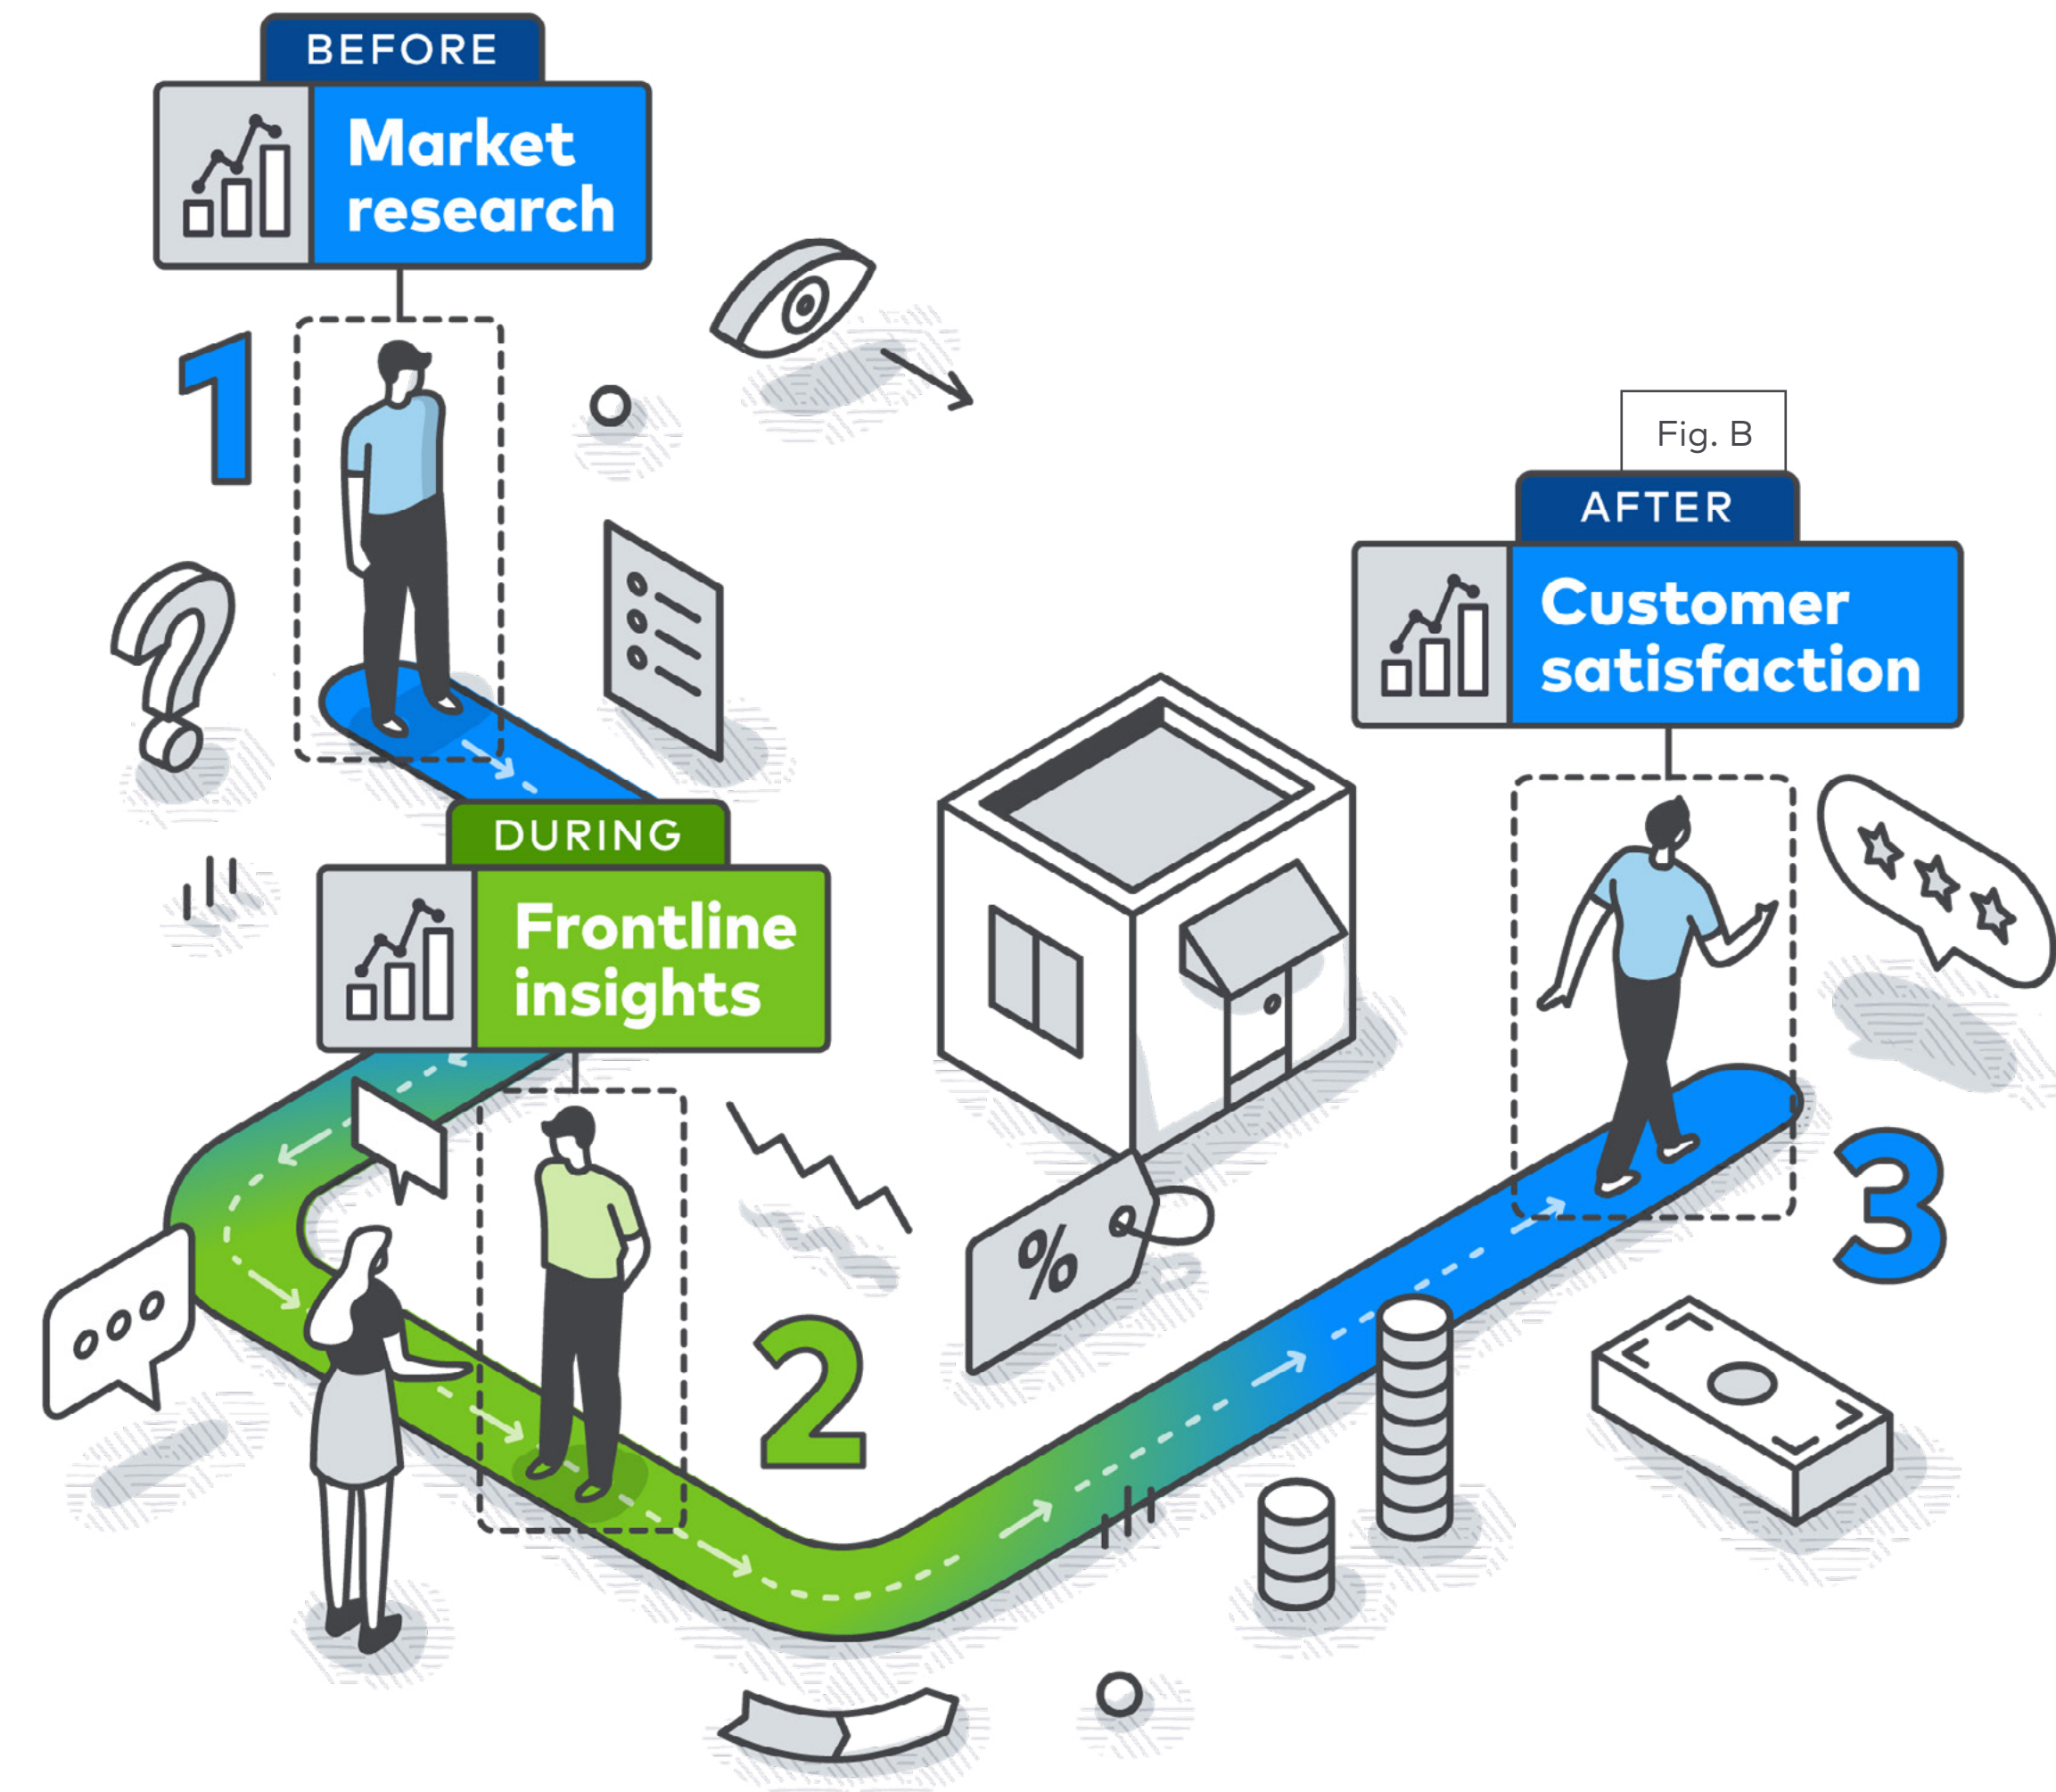 BEFORE
Market
research
1
Fig. B
AFTER
Customer
satisfaction
DURING
Frontline
insights
2
%
3